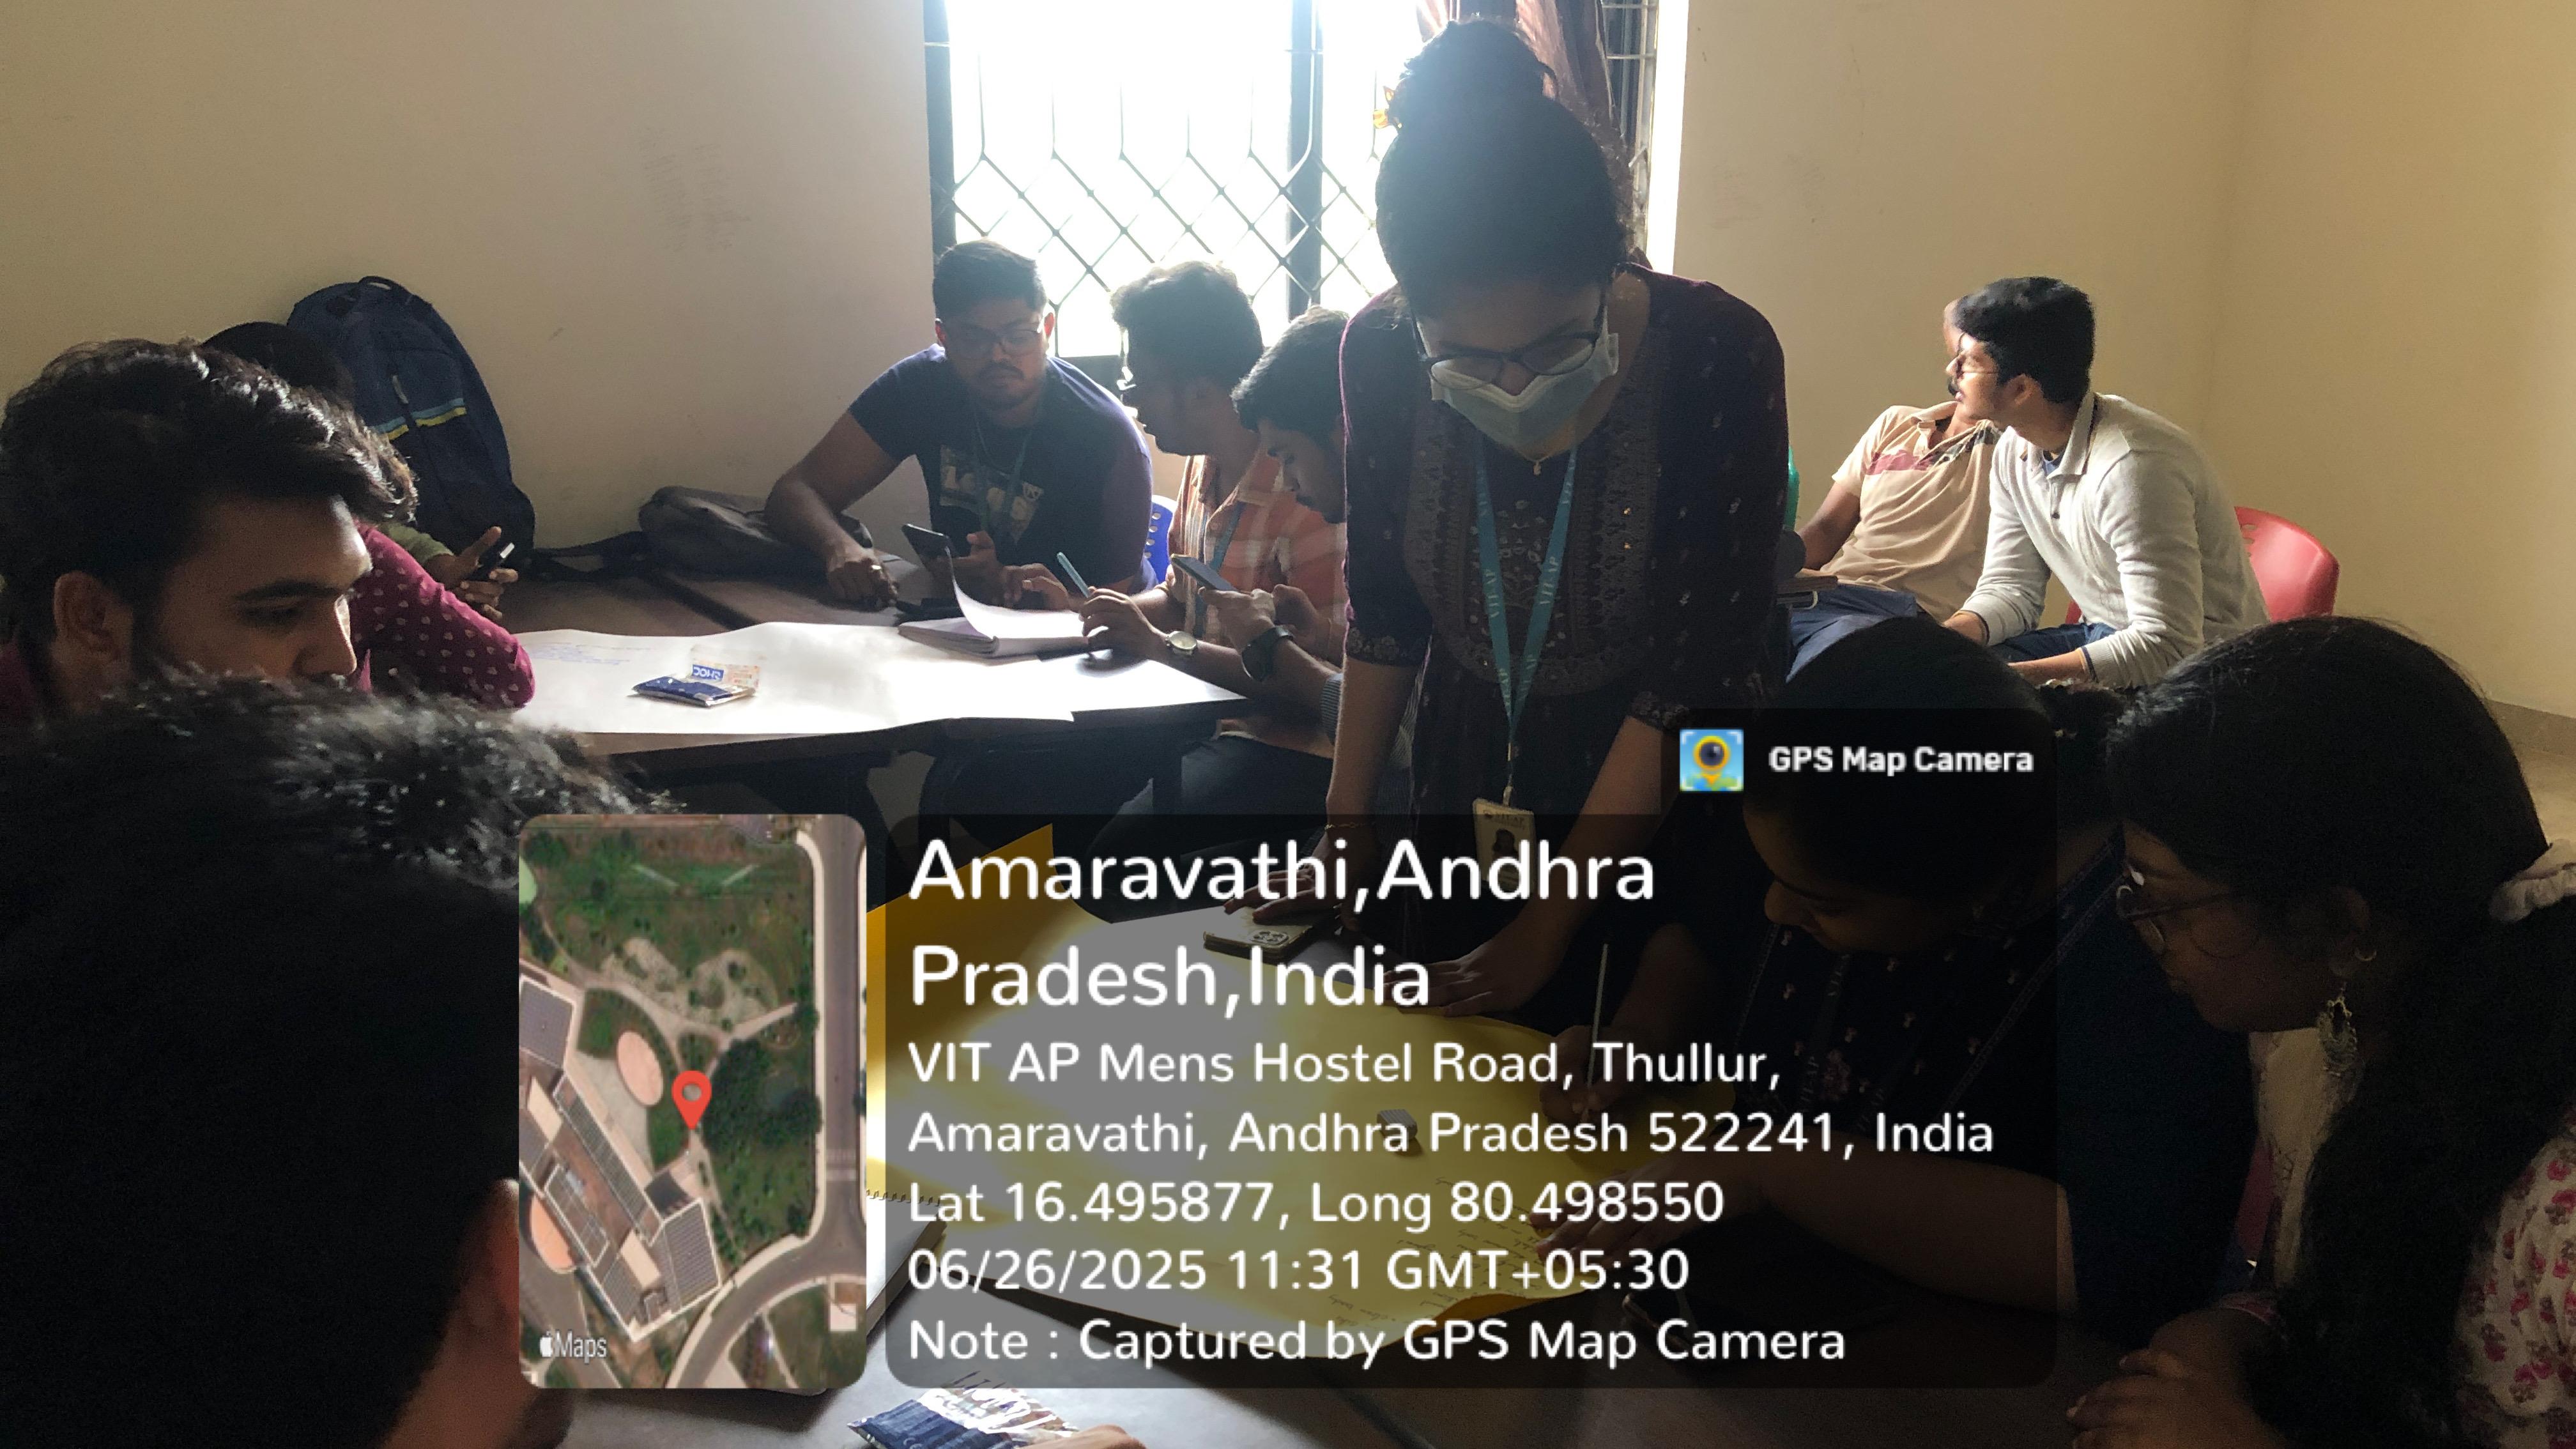 GPS Map Camera
Amaravathi,Andhra
Pradesh,India
VIT AP Mens Hostel Road, Thullur,
Amaravathi, Andhra Pradesh 522241, India
Lat 16.495877, Long 80.498550
06/26/2025 11:31 GMT+05:30
Note : Captured by GPS Map Camera
Maps
VIT-AP